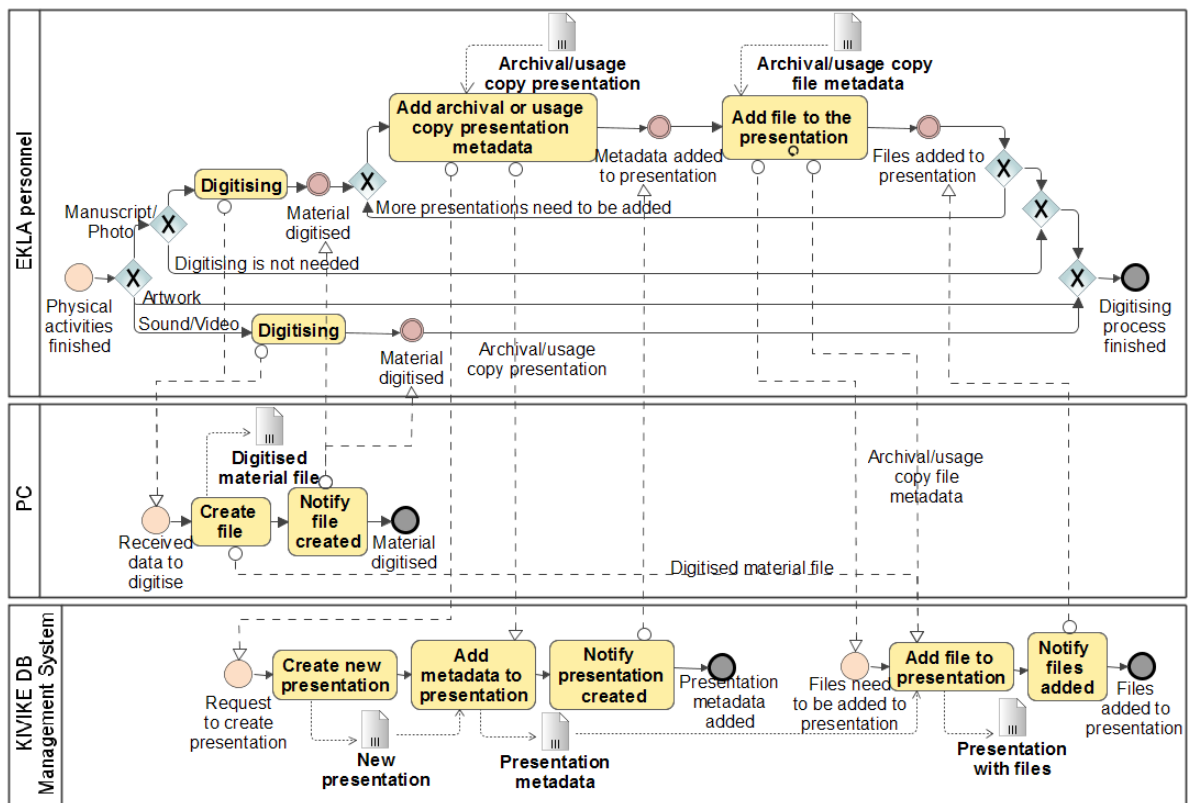 EKLA personnel
Archival/usage
copy presentation
Archival/usage copy
file metadata
Add archival or usage
copy presentation
metadata
Add file to the
presentation
Metadata added
to presentation
Files added to
presentation
Digitising
Manuscript/
Photo
Material
digitised
More presentations need to be added
X
X
X
X
X
X
Digitising is not needed
Physical
activities
finished
Artwork
Sound/Video
Digitising
Material
digitised
Archival/usage
copy presentation
Digitising
process
finished
PC
Digitised
material file
Create
file
Notify
file
created
Received
data to
digitise
Material
digitised
Archival/usage
copy file
metadata
Digitised material file
KIVIKE DB
Management System
Create new
presentation
Add
metadata to
presentation
Notify
presentation
created
Add file to
presentation
Notify
files
added
Request
to create
presentation
Presentation
metadata
added
Files need
to be added to
presentation
Files
added to
presentation
New
presentation
Presentation
metadata
Presentation
with files